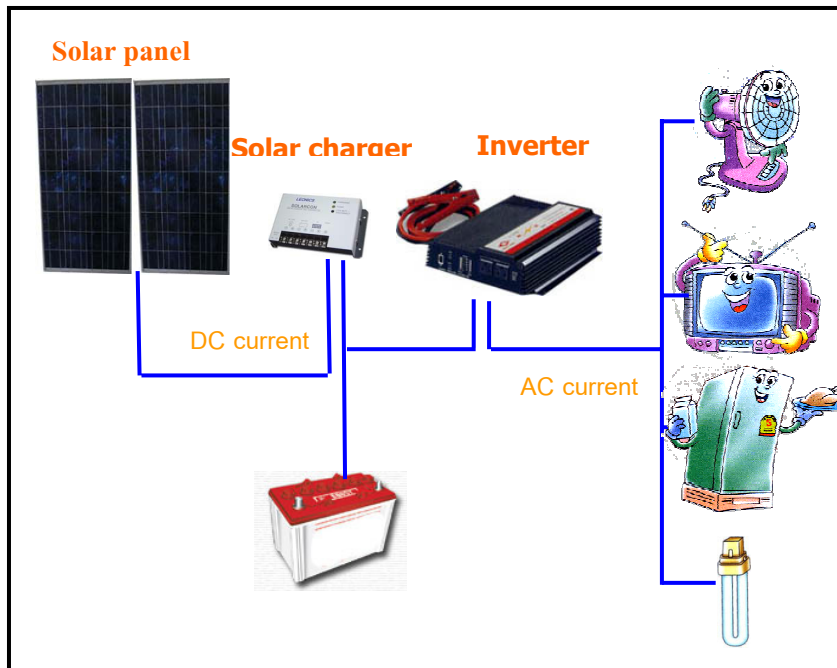 Solar panel
Solar charger
Inverter
DC current
AC current